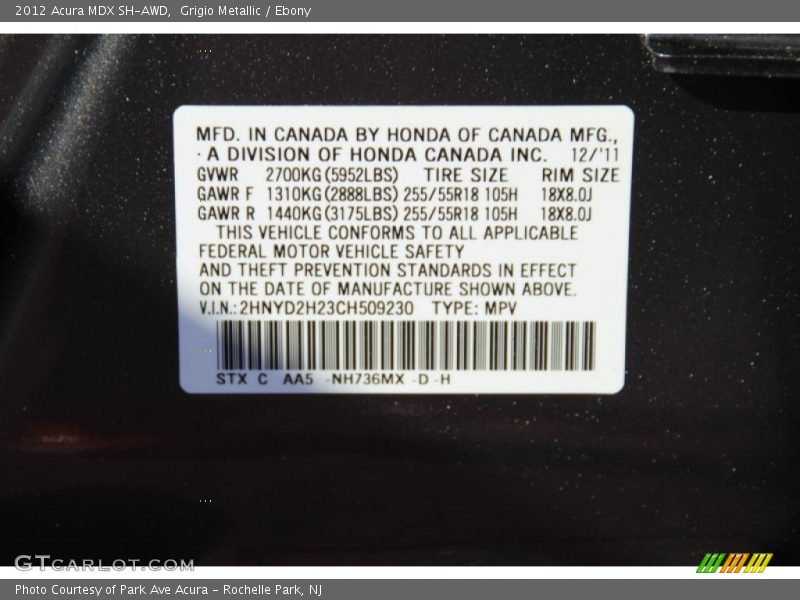 2012 Acura MDX SH-AWD,  Grigio Metallic / Ebony
MFD. IN CANADA BY HONDA OF CANADA MFG.,
· A DIVISION OF HONDA CANADA INC.  12/'11
GVWR  2700KG(5952LBS)  TIRE SIZE  RIM SIZE
GAWR F  1310KG(2888LBS) 255/55R18 105H  18X8.0J
GAWR R  1440KG(3175LBS) 255/55R18 105H  18X8.0J
THIS VEHICLE CONFORMS TO ALL APPLICABLE
FEDERAL MOTOR VEHICLE SAFETY
AND THEFT PREVENTION STANDARDS IN EFFECT
ON THE DATE OF MANUFACTURE SHOWN ABOVE.
V.I.N.: 2HNYD2H23CH509230  TYPE: MPV
STX C  AA5 -NH736MX -D -H
GTCARLOT.COM
Photo Courtesy of Park Ave Acura - Rochelle Park, NJ